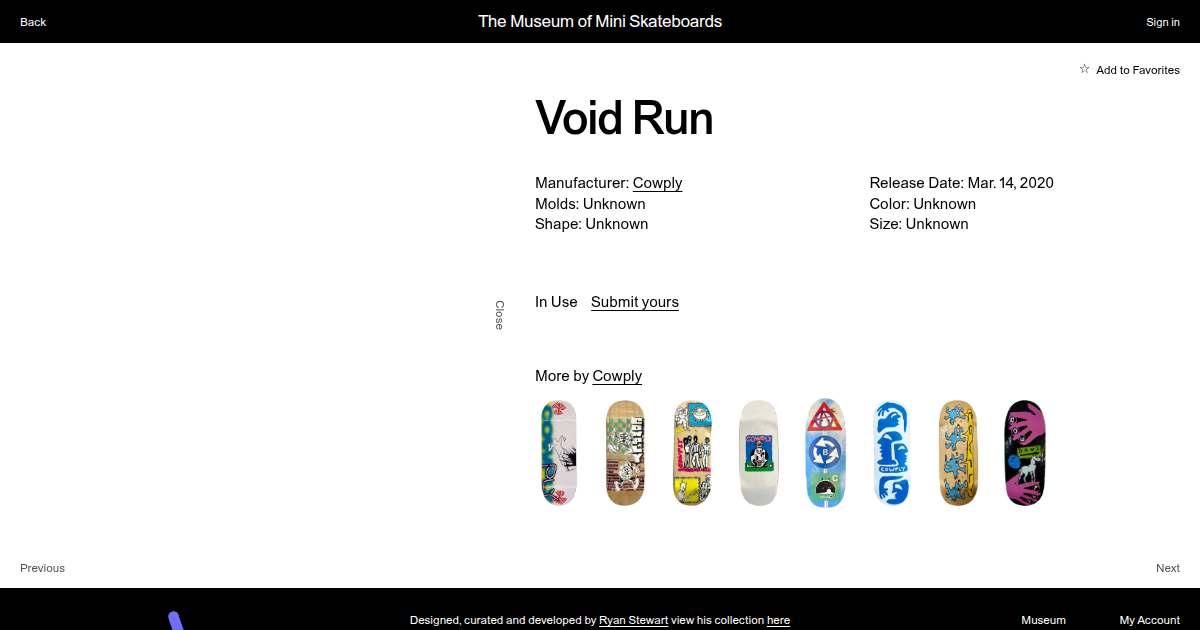 Back
The Museum of Mini Skateboards
Sign in
☆ Add to Favorites
Void Run
Manufacturer: Cowply
Molds: Unknown
Shape: Unknown
Release Date: Mar. 14, 2020
Color: Unknown
Size: Unknown
Close
In Use Submit yours
More by Cowply
COWPLY
Previous
Next
Designed, curated and developed by Ryan Stewart view his collection here
Museum
My Account